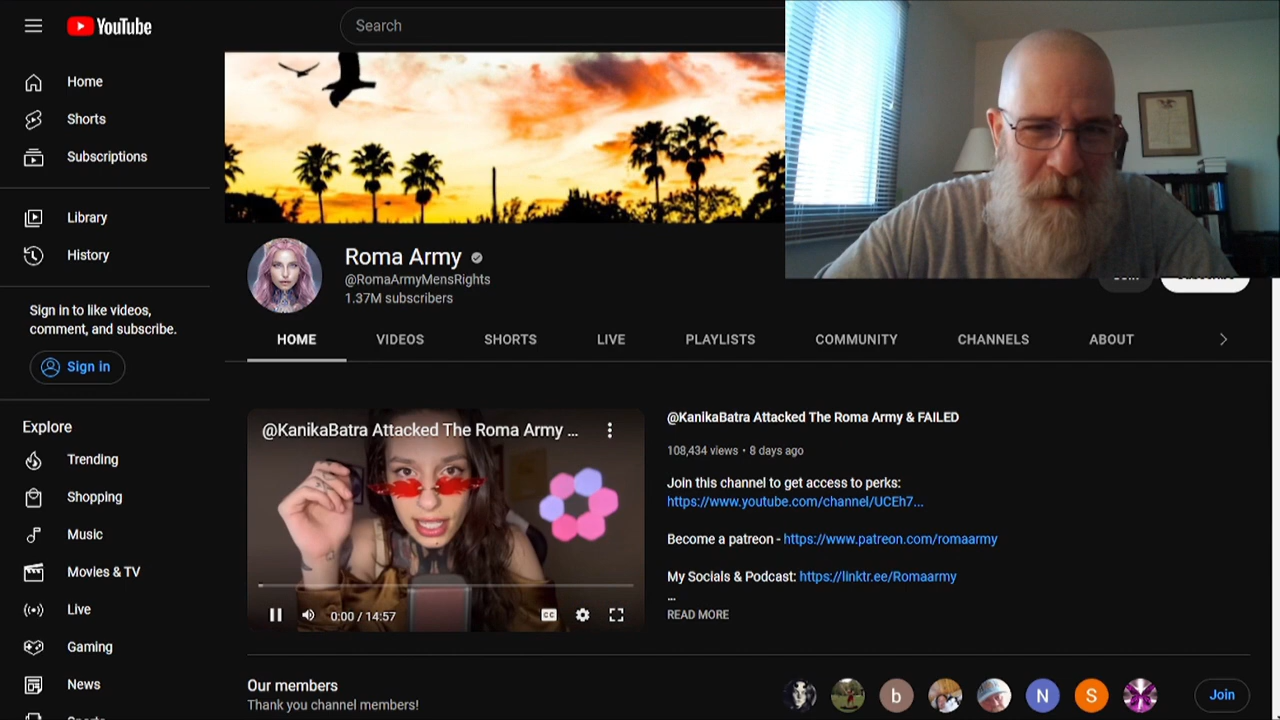 YouTube
Search
Home
Shorts
Subscriptions
Library
History
Sign in to like videos,
comment, and subscribe.
Sign in
Explore
Trending
Shopping
Music
Movies & TV
Live
Gaming
News
Roma Army
@RomaArmyMensRights
1.37M subscribers
HOME VIDEOS SHORTS LIVE PLAYLISTS COMMUNITY CHANNELS ABOUT
@KanikaBatra Attacked The Roma Army ...
0:00 / 14:57
CC
@KanikaBatra Attacked The Roma Army & FAILED
108,434 views • 8 days ago
Join this channel to get access to perks:
https://www.youtube.com/channel/UCEh7...
Become a patreon - https://www.patreon.com/romaarmy
My Socials & Podcast: https://linktr.ee/Romaarmy
...
READ MORE
Our members
Thank you channel members!
b
N
S
Join